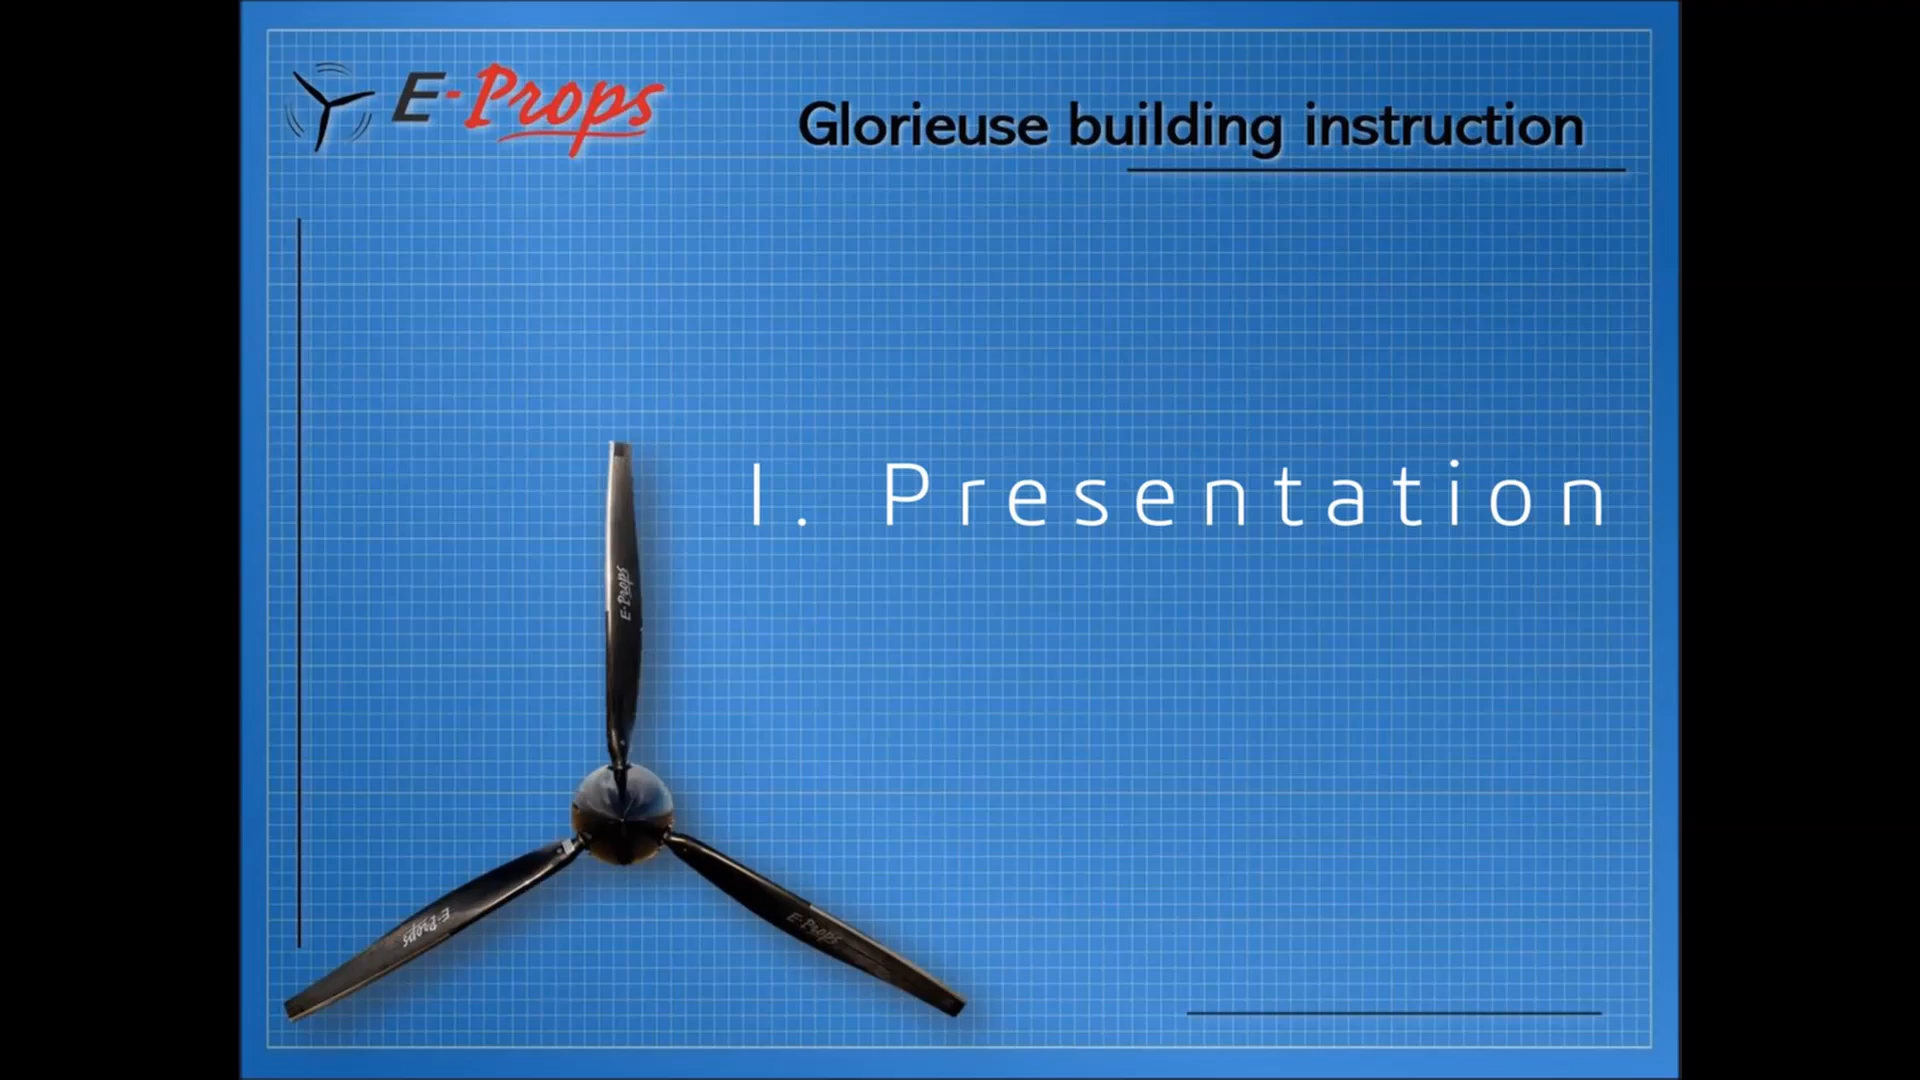 E-Props
Glorieuse building instruction
I. Presentation
E-Props
E-Props
E-Props